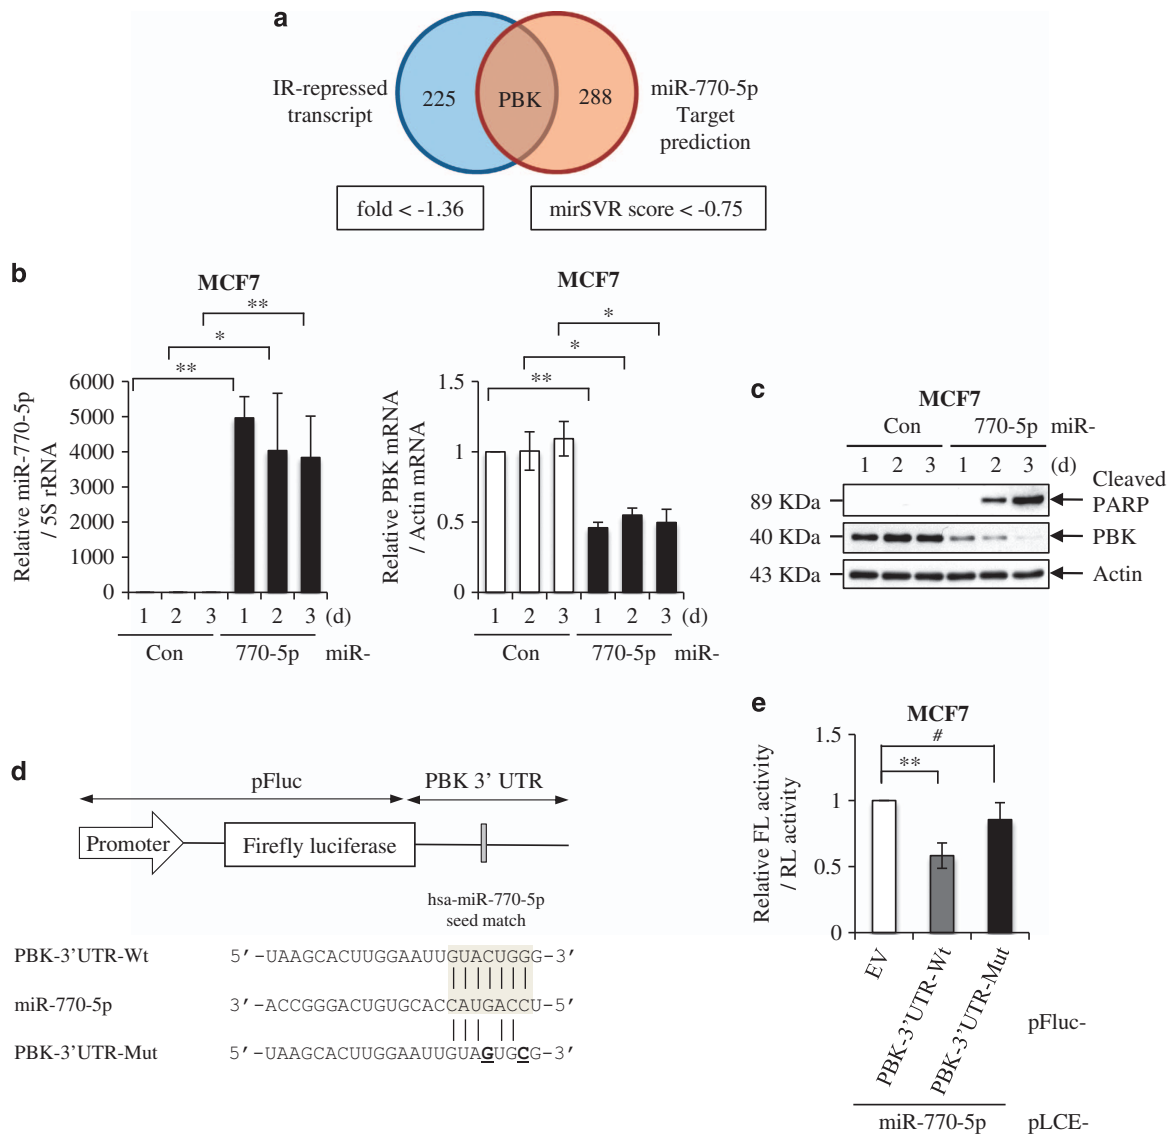 a
IR-repressed
transcript
225
PBK
288
miR-770-5p
Target
prediction
fold < -1.36
mirSVR score < -0.75
b
MCF7
**
*
**
6000
5000
4000
3000
2000
1000
0
Relative miR-770-5p
/ 5S rRNA
1 2 3 1 2 3 (d)
Con 770-5p miR-
MCF7
*
*
**
1.5
1
0.5
0
Relative PBK mRNA
/ Actin mRNA
1 2 3 1 2 3 (d)
Con 770-5p miR-
c
MCF7
Con 770-5p miR-
1 2 3 1 2 3 (d)
89 KDa
Cleaved
PARP
40 KDa
PBK
43 KDa
Actin
d
pFluc
PBK 3' UTR
Promoter
Firefly luciferase
hsa-miR-770-5p
seed match
PBK-3'UTR-Wt 5'-UAAGCACUUGGAAUUGUACUGGG-3'
miR-770-5p 3'-ACCGGGACUGUGCACCAUGACCU-5'
PBK-3'UTR-Mut 5'-UAAGCACUUGGAAUUGUAGUGCG-3'
e
MCF7
#
**
1.5
1
0.5
0
Relative FL activity
/ RL activity
EV
PBK-3'UTR-Wt
PBK-3'UTR-Mut
pFluc-
miR-770-5p pLCE-